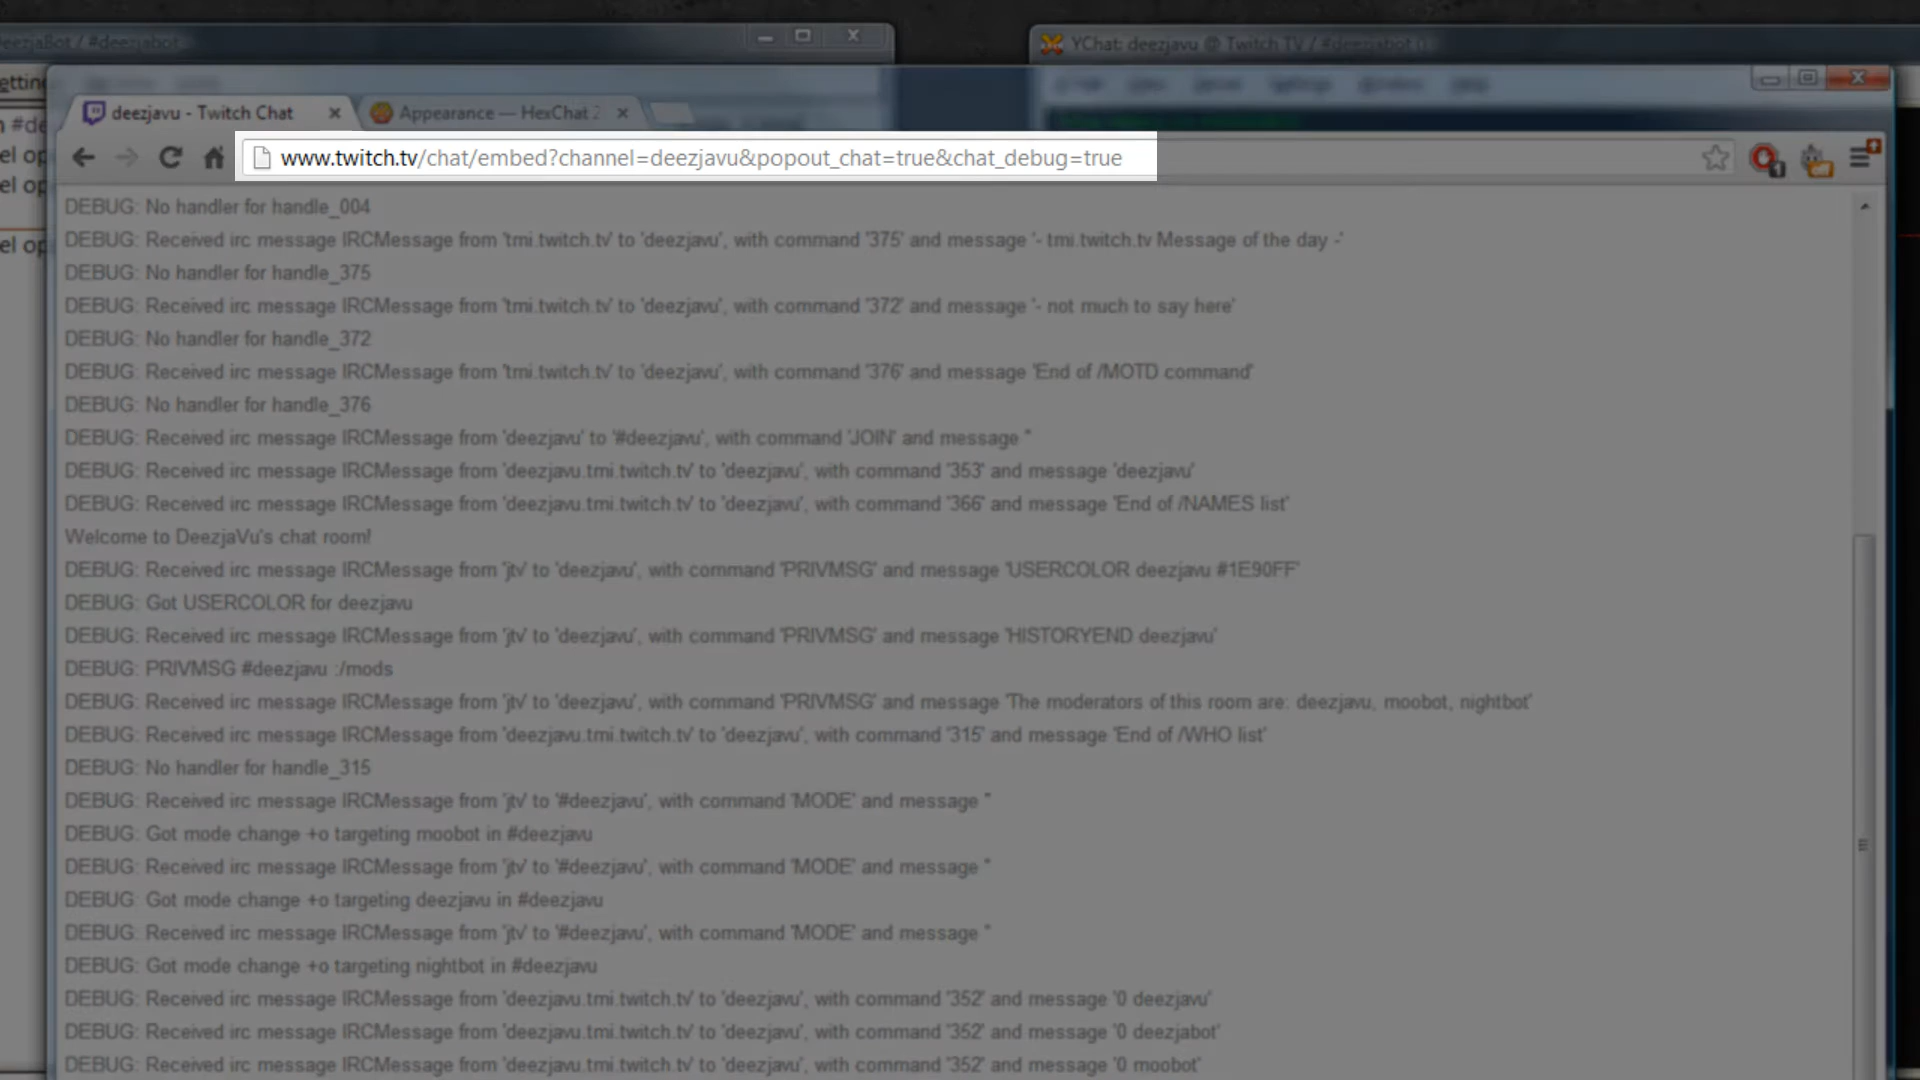 DeezjaBot / #deezjabot
YChat: deezjavu @ Twitch TV / #deezjabot
deezjavu - Twitch Chat
Appearance — HexChat 2
www.twitch.tv/chat/embed?channel=deezjavu&popout_chat=true&chat_debug=true
DEBUG: No handler for handle_004
DEBUG: Received irc message IRCMessage from 'tmi.twitch.tv' to 'deezjavu', with command '375' and message '- tmi.twitch.tv Message of the day -'
DEBUG: No handler for handle_375
DEBUG: Received irc message IRCMessage from 'tmi.twitch.tv' to 'deezjavu', with command '372' and message '- not much to say here'
DEBUG: No handler for handle_372
DEBUG: Received irc message IRCMessage from 'tmi.twitch.tv' to 'deezjavu', with command '376' and message 'End of /MOTD command'
DEBUG: No handler for handle_376
DEBUG: Received irc message IRCMessage from 'deezjavu' to '#deezjavu', with command 'JOIN' and message ''
DEBUG: Received irc message IRCMessage from 'deezjavu.tmi.twitch.tv' to 'deezjavu', with command '353' and message 'deezjavu'
DEBUG: Received irc message IRCMessage from 'deezjavu.tmi.twitch.tv' to 'deezjavu', with command '366' and message 'End of /NAMES list'
Welcome to DeezjaVu's chat room!
DEBUG: Received irc message IRCMessage from 'jtv' to 'deezjavu', with command 'PRIVMSG' and message 'USERCOLOR deezjavu #1E90FF'
DEBUG: Got USERCOLOR for deezjavu
DEBUG: Received irc message IRCMessage from 'jtv' to 'deezjavu', with command 'PRIVMSG' and message 'HISTORYEND deezjavu'
DEBUG: PRIVMSG #deezjavu :/mods
DEBUG: Received irc message IRCMessage from 'jtv' to 'deezjavu', with command 'PRIVMSG' and message 'The moderators of this room are: deezjavu, moobot, nightbot'
DEBUG: Received irc message IRCMessage from 'deezjavu.tmi.twitch.tv' to 'deezjavu', with command '315' and message 'End of /WHO list'
DEBUG: No handler for handle_315
DEBUG: Received irc message IRCMessage from 'jtv' to '#deezjavu', with command 'MODE' and message ''
DEBUG: Got mode change +o targeting moobot in #deezjavu
DEBUG: Received irc message IRCMessage from 'jtv' to '#deezjavu', with command 'MODE' and message ''
DEBUG: Got mode change +o targeting deezjavu in #deezjavu
DEBUG: Received irc message IRCMessage from 'jtv' to '#deezjavu', with command 'MODE' and message ''
DEBUG: Got mode change +o targeting nightbot in #deezjavu
DEBUG: Received irc message IRCMessage from 'deezjavu.tmi.twitch.tv' to 'deezjavu', with command '352' and message '0 deezjavu'
DEBUG: Received irc message IRCMessage from 'deezjavu.tmi.twitch.tv' to 'deezjavu', with command '352' and message '0 deezjabot'
DEBUG: Received irc message IRCMessage from 'deezjavu.tmi.twitch.tv' to 'deezjavu', with command '352' and message '0 moobot'